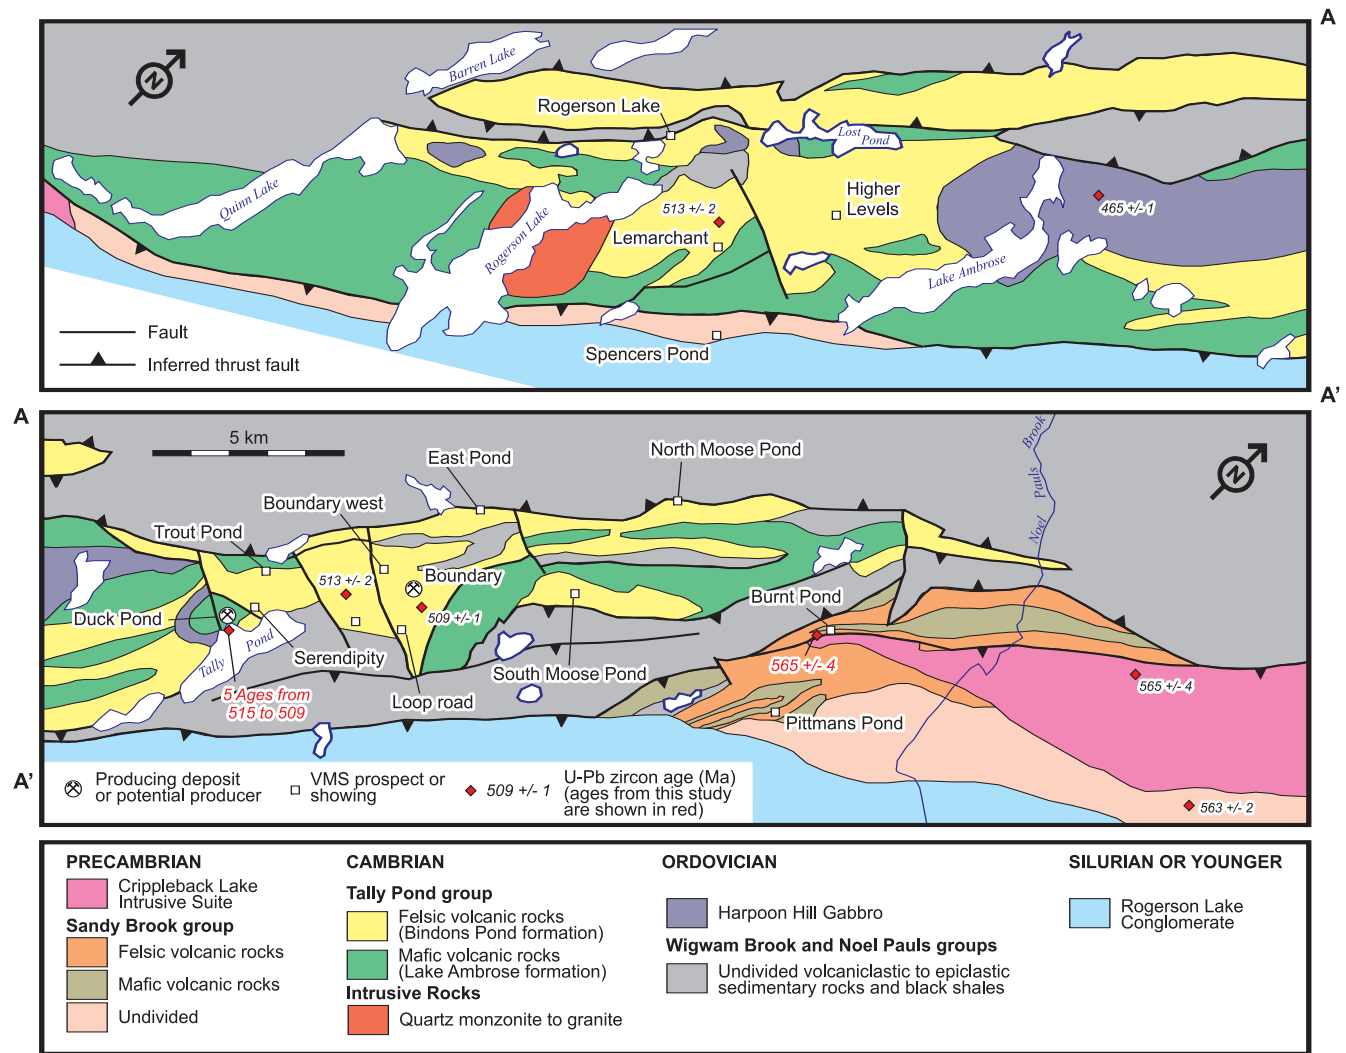 A
N
Barren Lake
Rogerson Lake
Lost
Pond
Quinn Lake
Higher
Levels
513 +/- 2
465 +/- 1
Rogerson Lake
Lemarchant
Lake Ambrose
Fault
Inferred thrust fault
Spencers Pond
A'
A
5 km
East Pond
North Moose Pond
Noel Pauls Brook
N
Boundary west
Trout Pond
513 +/- 2
Boundary
509 +/- 1
Duck Pond
Burnt Pond
Tally Pond
Serendipity
South Moose Pond
565 +/- 4
565 +/- 4
5 Ages from
515 to 509
Loop road
Pittmans Pond
A'
Producing deposit
or potential producer
VMS prospect or
showing
509 +/- 1
U-Pb zircon age (Ma)
(ages from this study
are shown in red)
563 +/- 2
PRECAMBRIAN
Crippleback Lake
Intrusive Suite
Sandy Brook group
Felsic volcanic rocks
Mafic volcanic rocks
Undivided
CAMBRIAN
Tally Pond group
Felsic volcanic rocks
(Bindons Pond formation)
Mafic volcanic rocks
(Lake Ambrose formation)
Intrusive Rocks
Quartz monzonite to granite
ORDOVICIAN
Harpoon Hill Gabbro
Wigwam Brook and Noel Pauls groups
Undivided volcaniclastic to epiclastic
sedimentary rocks and black shales
SILURIAN OR YOUNGER
Rogerson Lake
Conglomerate